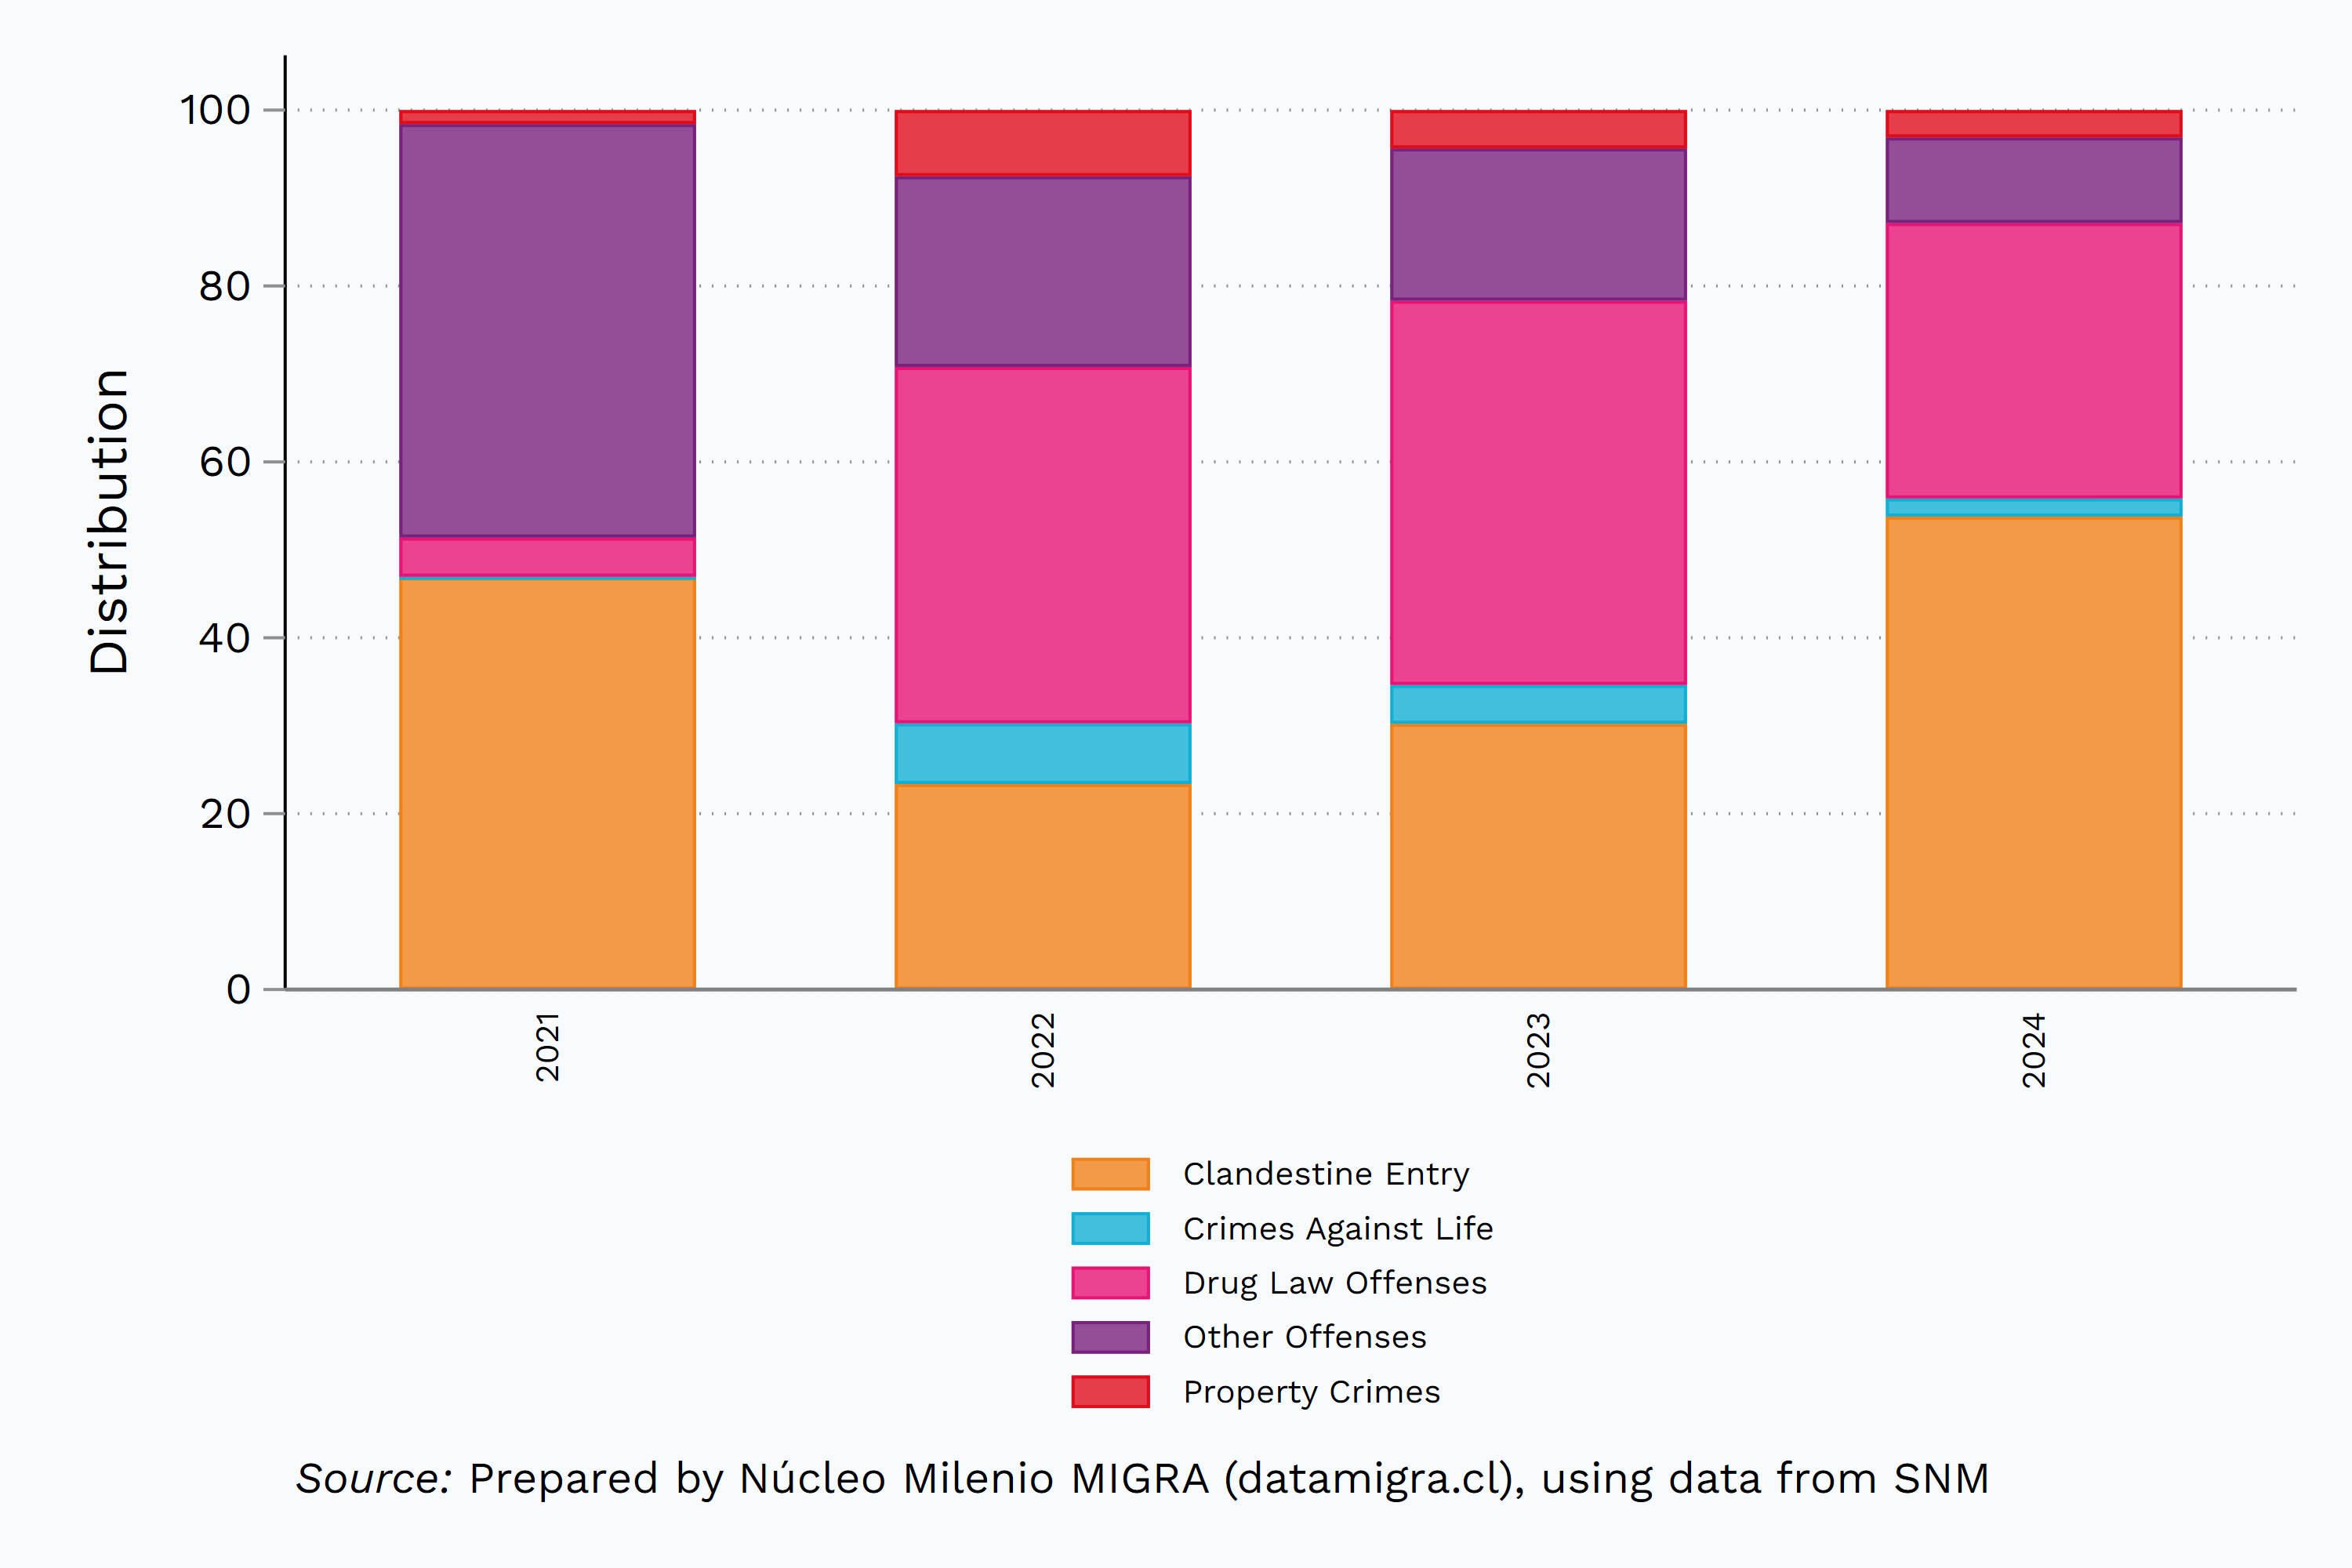 Distribution
100
80
60
40
20
0
2021
2022
2023
2024
Clandestine Entry
Crimes Against Life
Drug Law Offenses
Other Offenses
Property Crimes
Source: Prepared by Núcleo Milenio MIGRA (datamigra.cl), using data from SNM